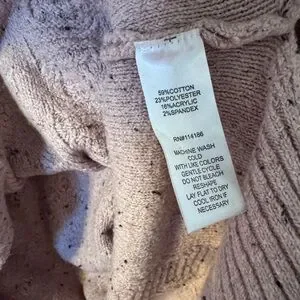 59%COTTON
23%POLYESTER
16%ACRYLIC
2%SPANDEX
RN#114186
MACHINE WASH
COLD
WITH LIKE COLORS
GENTLE CYCLE
DO NOT BLEACH
RESHAPE
LAY FLAT TO DRY
COOL IRON IF
NECESSARY